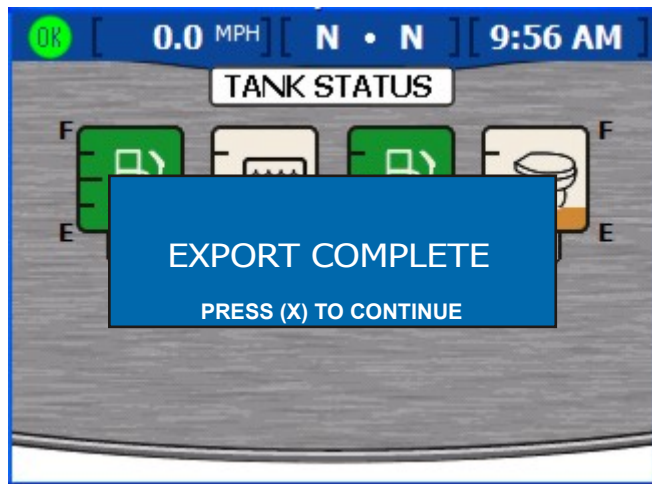 OK [ 0.0 MPH ] [ N • N ] [ 9:56 AM ]
TANK STATUS
F F
E E
EXPORT COMPLETE
PRESS (X) TO CONTINUE